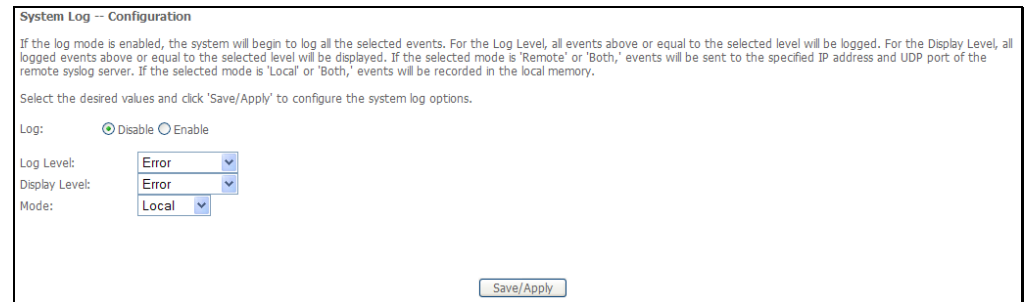 System Log -- Configuration
If the log mode is enabled, the system will begin to log all the selected events. For the Log Level, all events above or equal to the selected level will be logged. For the Display Level, all
logged events above or equal to the selected level will be displayed. If the selected mode is 'Remote' or 'Both,' events will be sent to the specified IP address and UDP port of the
remote syslog server. If the selected mode is 'Local' or 'Both,' events will be recorded in the local memory.
Select the desired values and click 'Save/Apply' to configure the system log options.
Log: Disable Enable
Log Level: Error
Display Level: Error
Mode: Local
Save/Apply